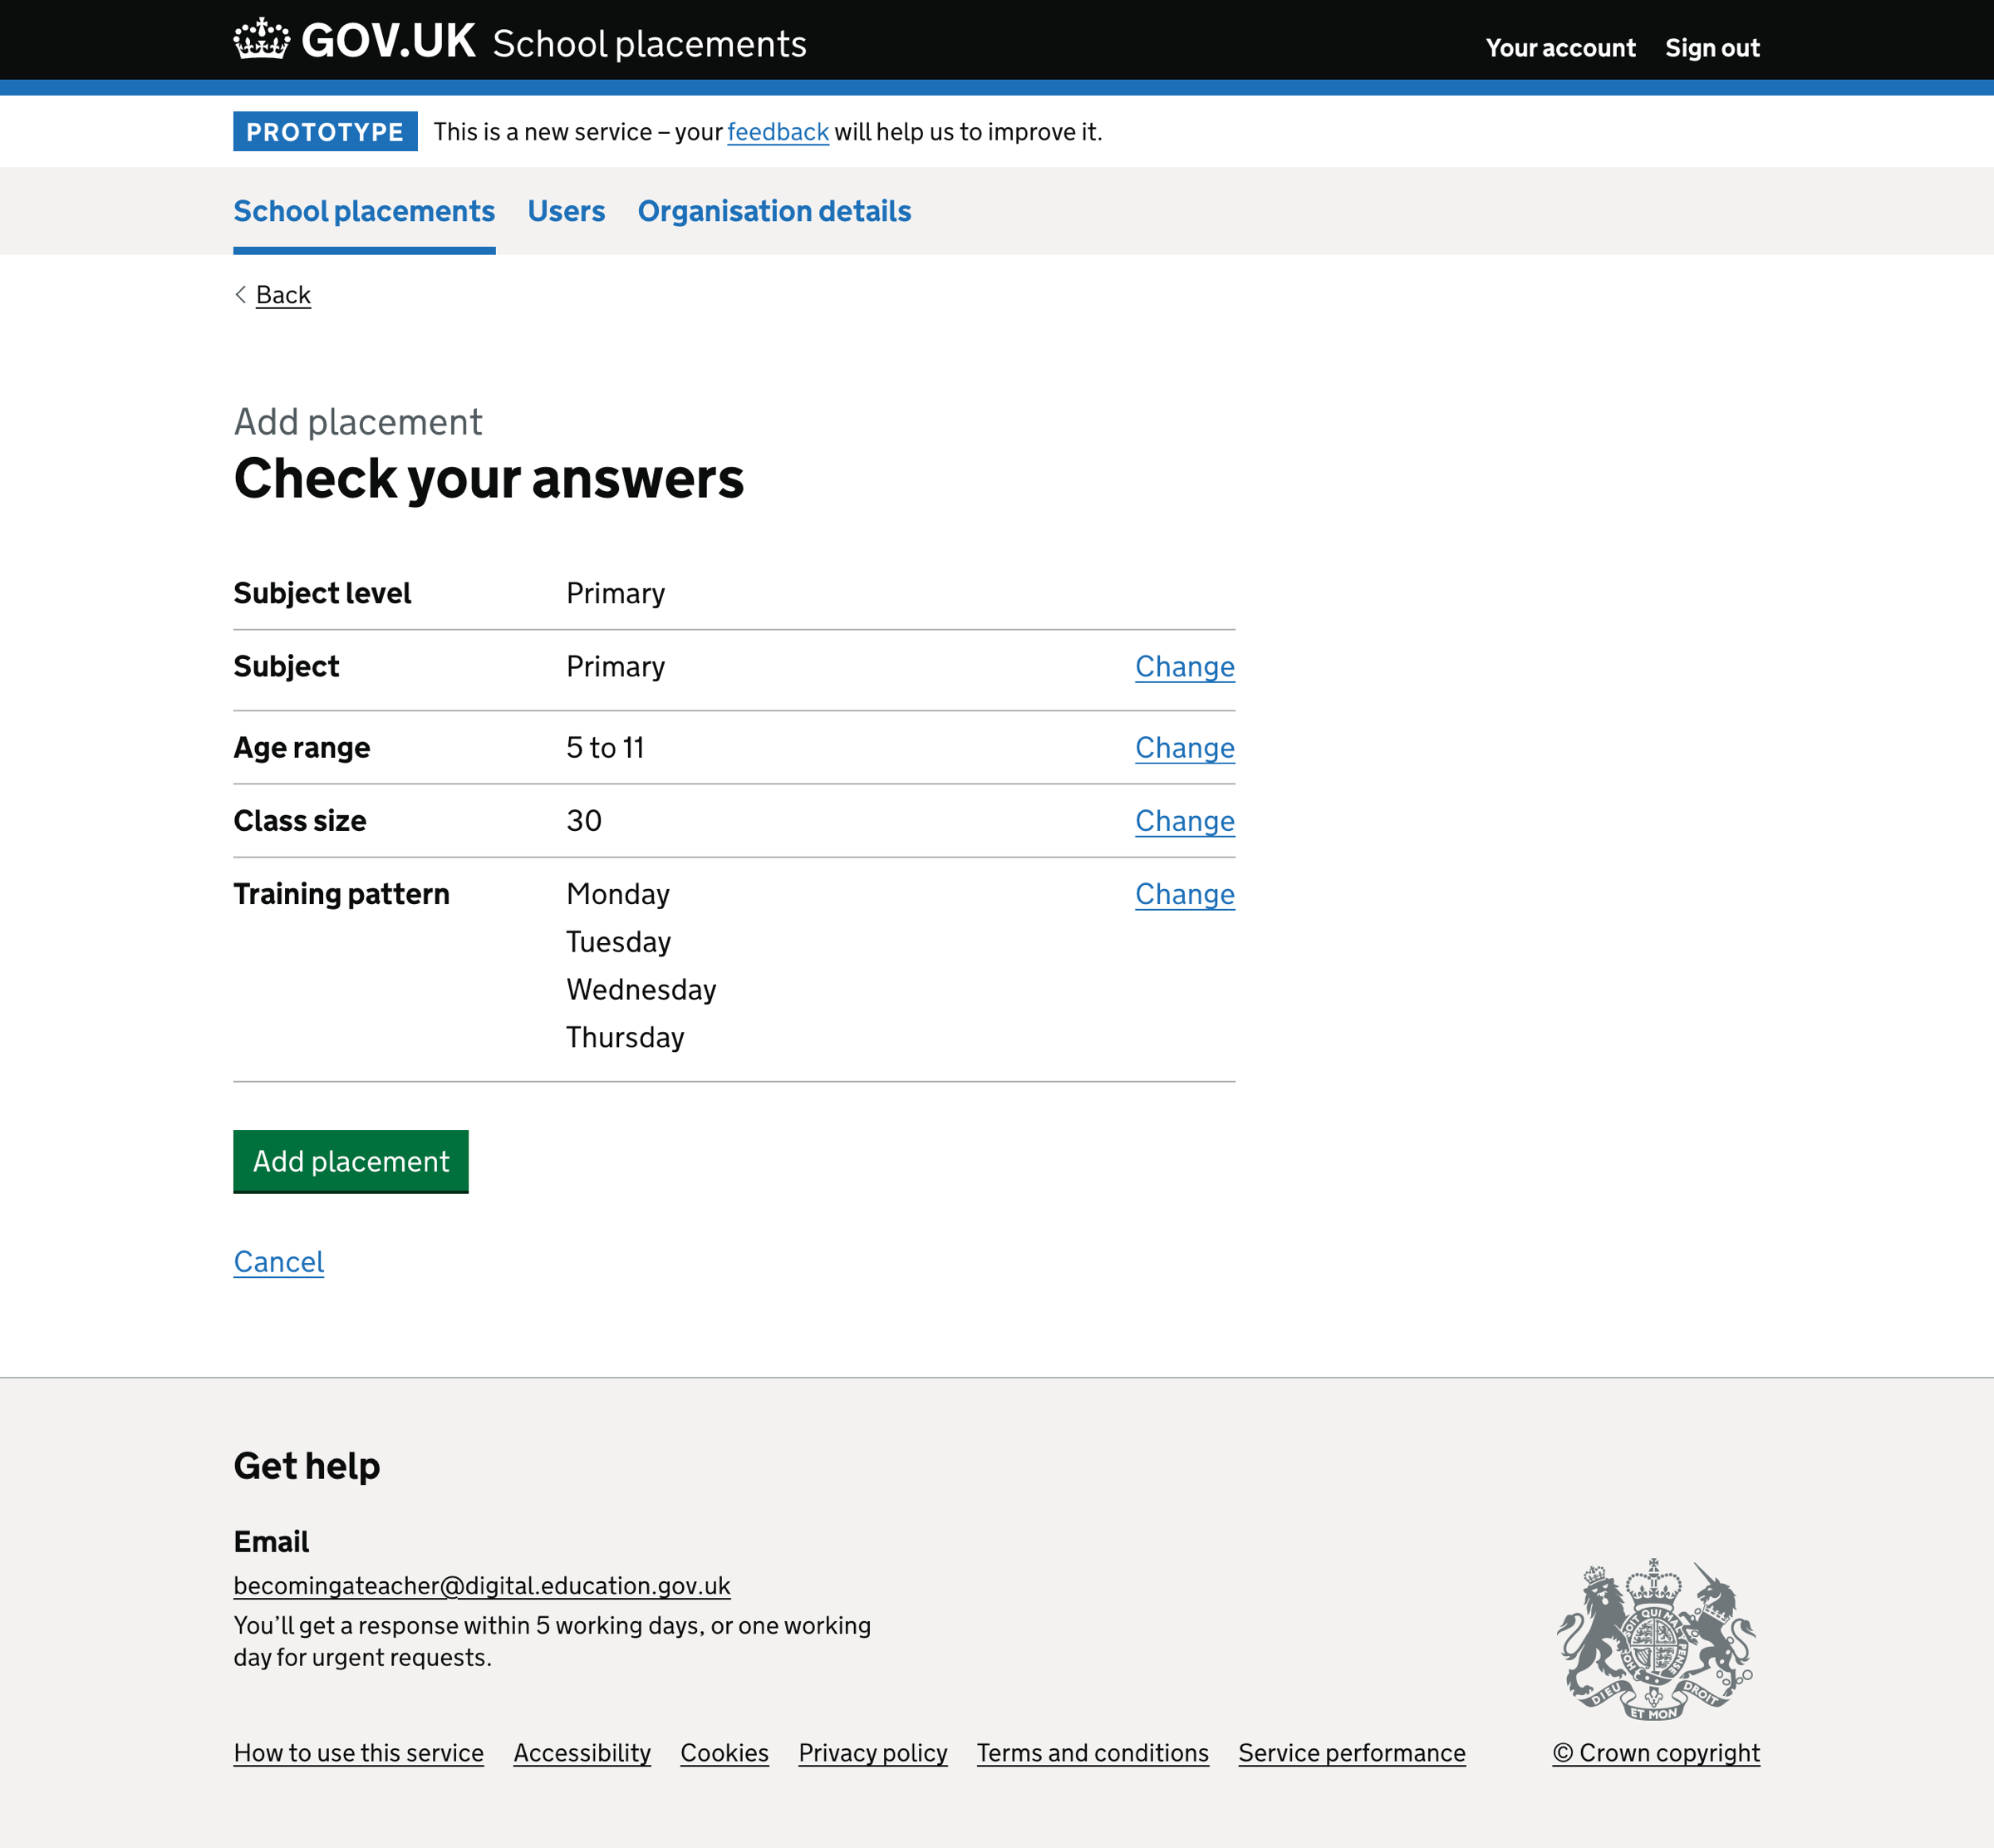 GOV.UK School placements
Your account Sign out
PROTOTYPE This is a new service – your feedback will help us to improve it.
School placements Users Organisation details
Back
Add placement
Check your answers
Subject level Primary
Subject Primary Change
Age range 5 to 11 Change
Class size 30 Change
Training pattern Monday Change
Tuesday
Wednesday
Thursday
Add placement
Cancel
Get help
Email
becomingateacher@digital.education.gov.uk
You’ll get a response within 5 working days, or one working
day for urgent requests.
SOIT QUI MAL Y PENSE
DIEU ET MON DROIT
How to use this service Accessibility Cookies Privacy policy Terms and conditions Service performance © Crown copyright